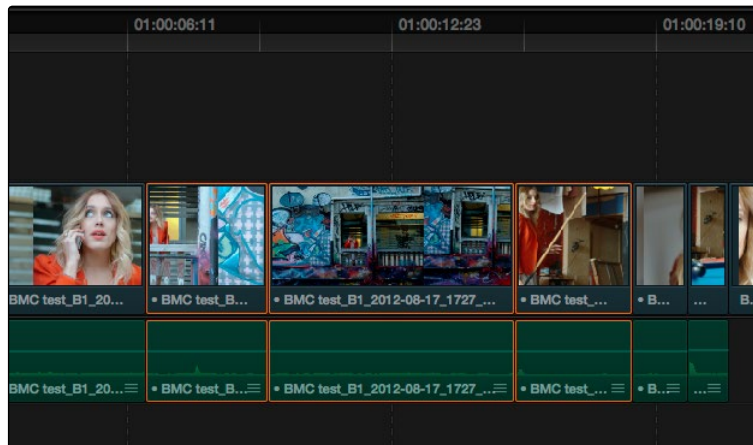 01:00:06:11 01:00:12:23 01:00:19:10
BMC test_B1_20... • BMC test_B... • BMC test_B1_2012-08-17_1727_... • BMC test_... • B... ... B.
BMC test_B1_20... • BMC test_B... • BMC test_B1_2012-08-17_1727_... • BMC test_... • B... ...